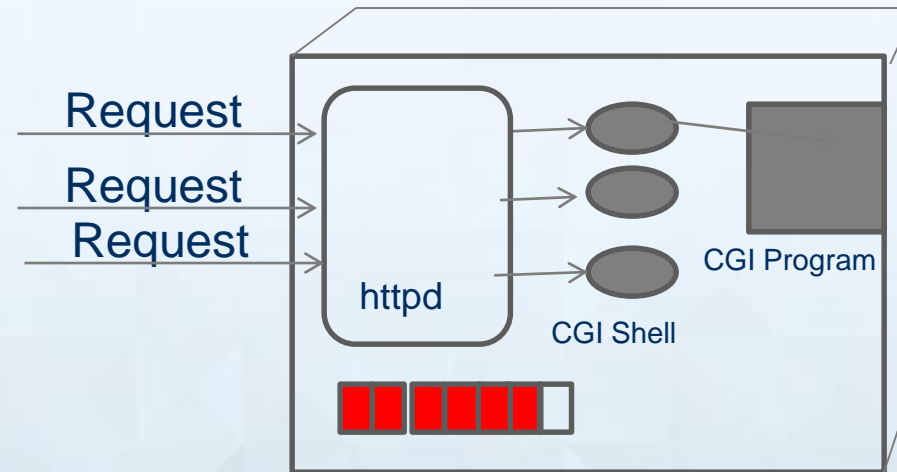 Request
Request
Request
httpd
CGI Program
CGI Shell